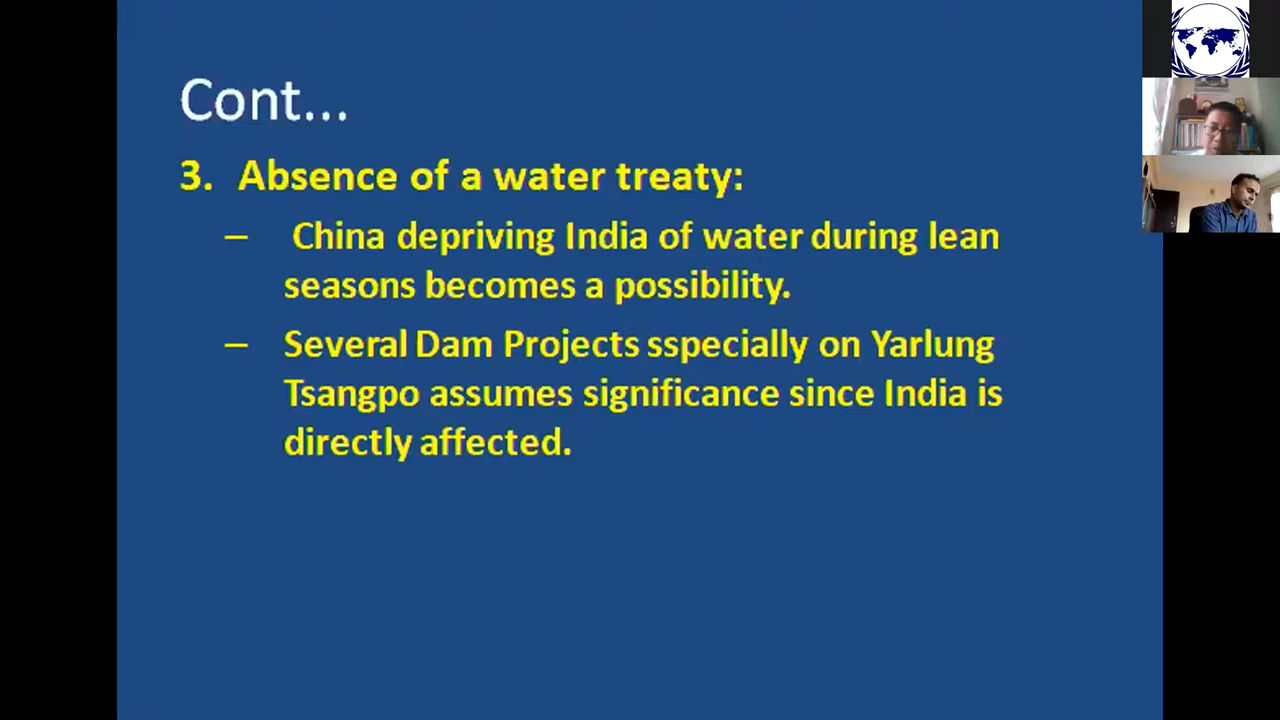 Cont...
3. Absence of a water treaty:
– China depriving India of water during lean
seasons becomes a possibility.
– Several Dam Projects sspecially on Yarlung
Tsangpo assumes significance since India is
directly affected.